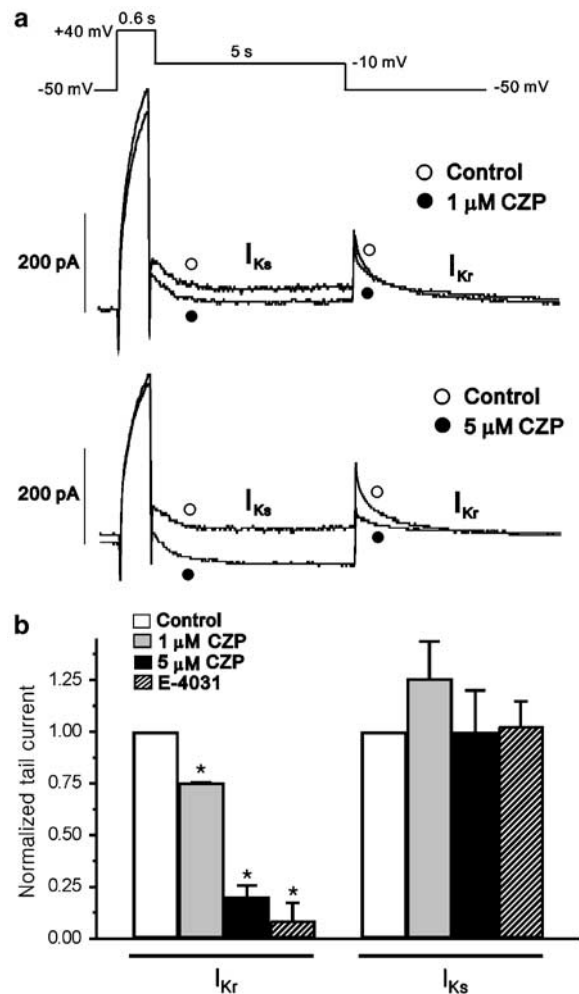 a
0.6 s
+40 mV
5 s
-10 mV
-50 mV
-50 mV
Control
1 μM CZP
200 pA
IKs
IKr
Control
5 μM CZP
200 pA
IKs
IKr
b
Control
1 μM CZP
5 μM CZP
E-4031
Normalized tail current
1.25
1.00
0.75
0.50
0.25
0.00
*
*
*
IKr
IKs